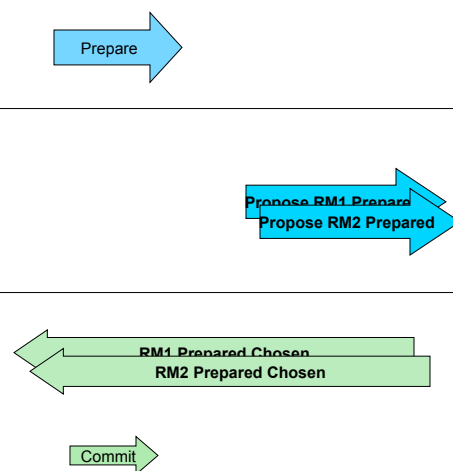 Prepare
Propose RM1 Prepare
Propose RM2 Prepared
RM1 Prepared Chosen
RM2 Prepared Chosen
Commit